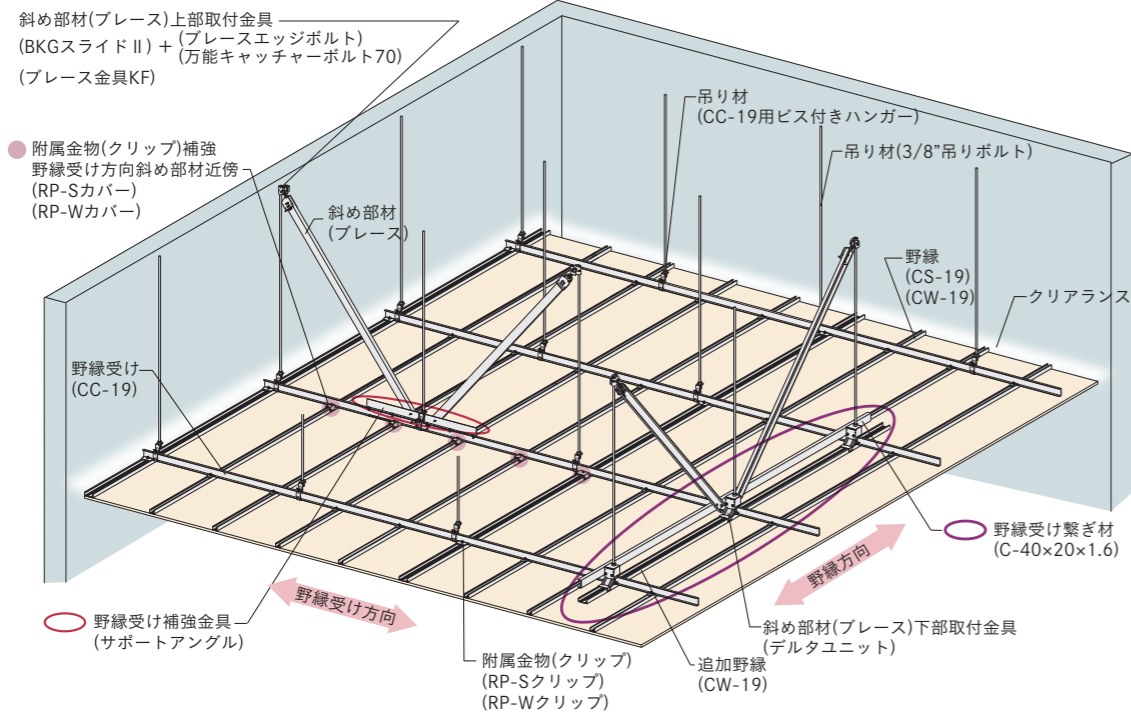 斜め部材(ブレース)上部取付金具
(BKGスライドⅡ) + (ブレースエッジボルト)
(万能キャッチャーボルト70)
(ブレース金具KF)
附属金物(クリップ)補強
野縁受け方向斜め部材近傍
(RP-Sカバー)
(RP-Wカバー)
斜め部材
(ブレース)
吊り材
(CC-19用ビス付きハンガー)
吊り材(3/8”吊りボルト)
野縁
(CS-19)
(CW-19)
クリアランス
野縁受け
(CC-19)
野縁受け繋ぎ材
(C-40×20×1.6)
野縁方向
野縁受け方向
野縁受け補強金具
(サポートアングル)
斜め部材(ブレース)下部取付金具
(デルタユニット)
附属金物(クリップ)
(RP-Sクリップ)
(RP-Wクリップ)
追加野縁
(CW-19)